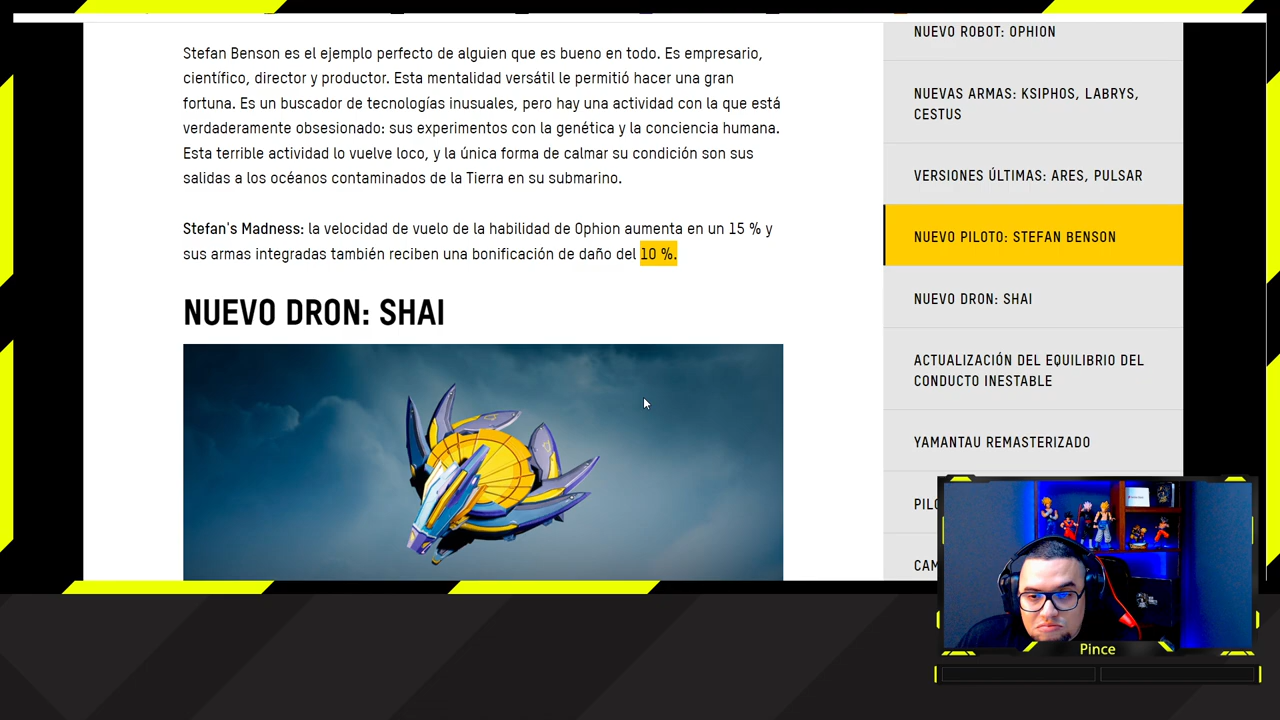 Stefan Benson es el ejemplo perfecto de alguien que es bueno en todo. Es empresario,
científico, director y productor. Esta mentalidad versátil le permitió hacer una gran
fortuna. Es un buscador de tecnologías inusuales, pero hay una actividad con la que está
verdaderamente obsesionado: sus experimentos con la genética y la conciencia humana.
Esta terrible actividad lo vuelve loco, y la única forma de calmar su condición son sus
salidas a los océanos contaminados de la Tierra en su submarino.
Stefan's Madness: la velocidad de vuelo de la habilidad de Ophion aumenta en un 15 % y
sus armas integradas también reciben una bonificación de daño del 10 %.
NUEVO DRON: SHAI
NUEVO ROBOT: OPHION
NUEVAS ARMAS: KSIPHOS, LABRYS,
CESTUS
VERSIONES ÚLTIMAS: ARES, PULSAR
NUEVO PILOTO: STEFAN BENSON
NUEVO DRON: SHAI
ACTUALIZACIÓN DEL EQUILIBRIO DEL
CONDUCTO INESTABLE
YAMANTAU REMASTERIZADO
Pince